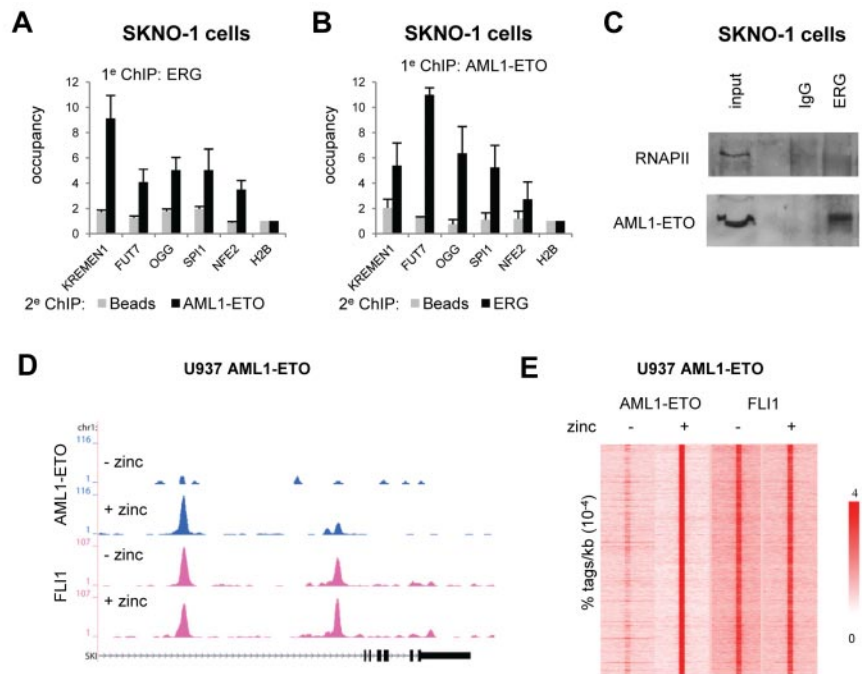 A
SKNO-1 cells
1e ChIP: ERG
occupancy
12
10
8
6
4
2
0
KREMEN1
FUT7
OGG
SPI1
NFE2
H2B
2e ChIP: Beads AML1-ETO
B
SKNO-1 cells
1e ChIP: AML1-ETO
occupancy
12
10
8
6
4
2
0
KREMEN1
FUT7
OGG
SPI1
NFE2
H2B
2e ChIP: Beads ERG
C
SKNO-1 cells
input IgG ERG
RNAPII
AML1-ETO
D
U937 AML1-ETO
chr1:
AML1-ETO
116
- zinc
1
116
+ zinc
1
FLI1
107
- zinc
1
107
+ zinc
1
SKI
E
U937 AML1-ETO
AML1-ETO FLI1
zinc - + - +
% tags/kb (10-4)
4
0